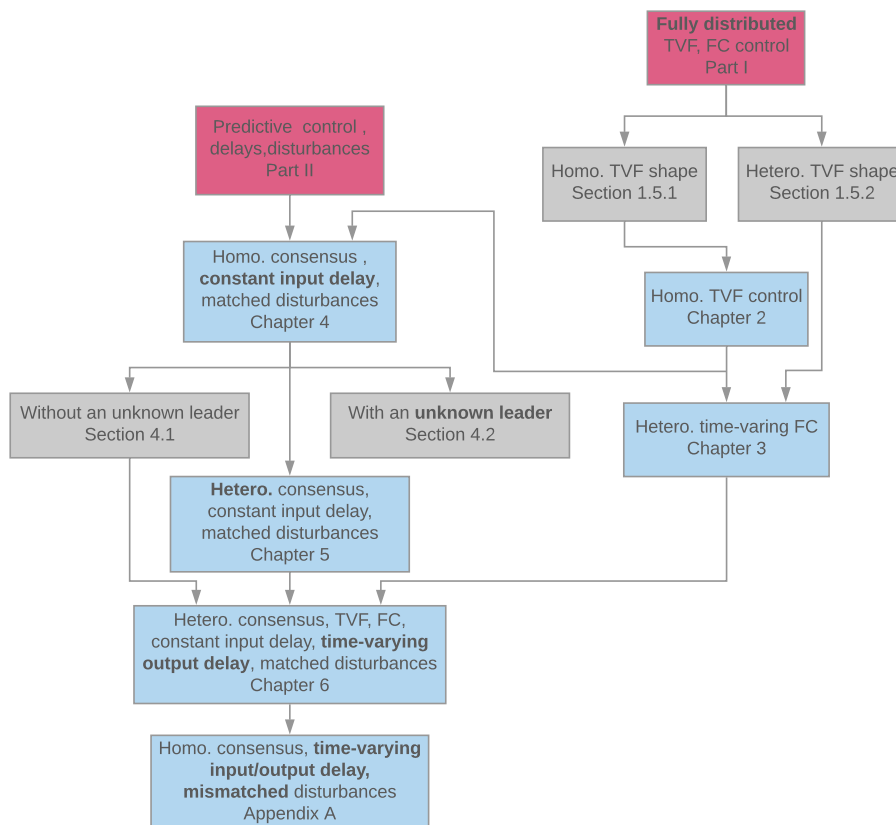 Fully distributed
TVF, FC control
Part I
Predictive  control ,
delays,disturbances
Part II
Homo. TVF shape
Section 1.5.1
Hetero. TVF shape
Section 1.5.2
Homo. consensus ,
constant input delay,
matched disturbances
Chapter 4
Homo. TVF control
Chapter 2
Without an unknown leader
Section 4.1
With an unknown leader
Section 4.2
Hetero. time-varing FC
Chapter 3
Hetero. consensus,
constant input delay,
matched disturbances
Chapter 5
Hetero. consensus, TVF, FC,
constant input delay, time-varying
output delay, matched disturbances
Chapter 6
Homo. consensus, time-varying
input/output delay,
mismatched disturbances
Appendix A